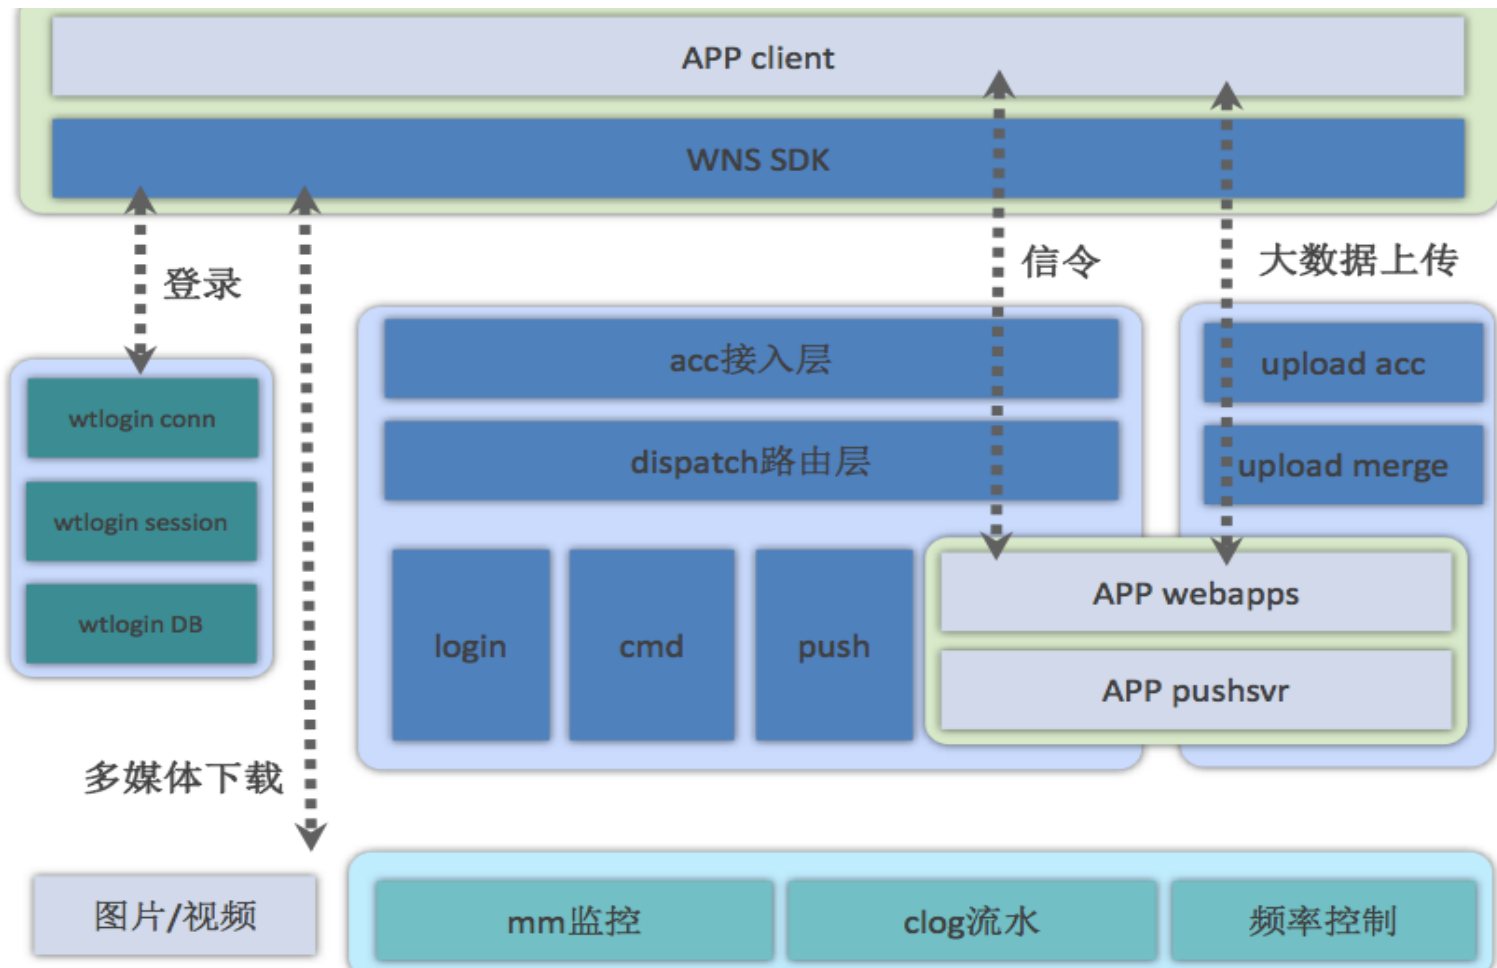 APP client
WNS SDK
登录
信令
大数据上传
acc接入层
upload acc
wtlogin conn
dispatch路由层
upload merge
wtlogin session
APP webapps
wtlogin DB
login
cmd
push
APP pushsvr
多媒体下载
图片/视频
mm监控
clog流水
频率控制